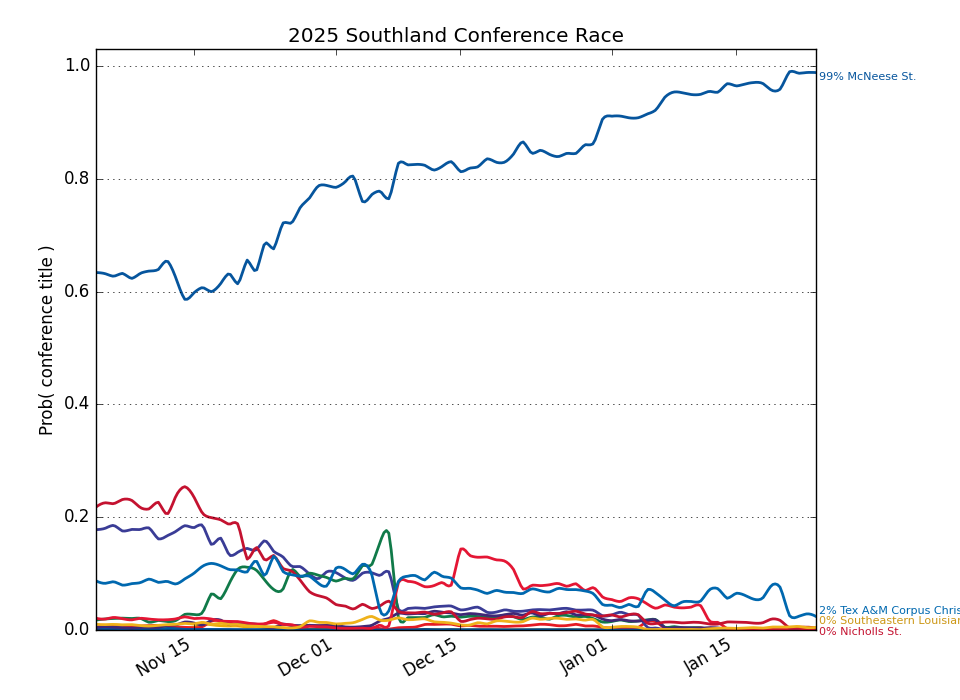 2025 Southland Conference Race
Prob( conference title )
1.0
0.8
0.6
0.4
0.2
0.0
Nov 15
Dec 01
Dec 15
Jan 01
Jan 15
99% McNeese St.
2% Tex A&M Corpus Chris
0% Southeastern Louisian
0% Nicholls St.